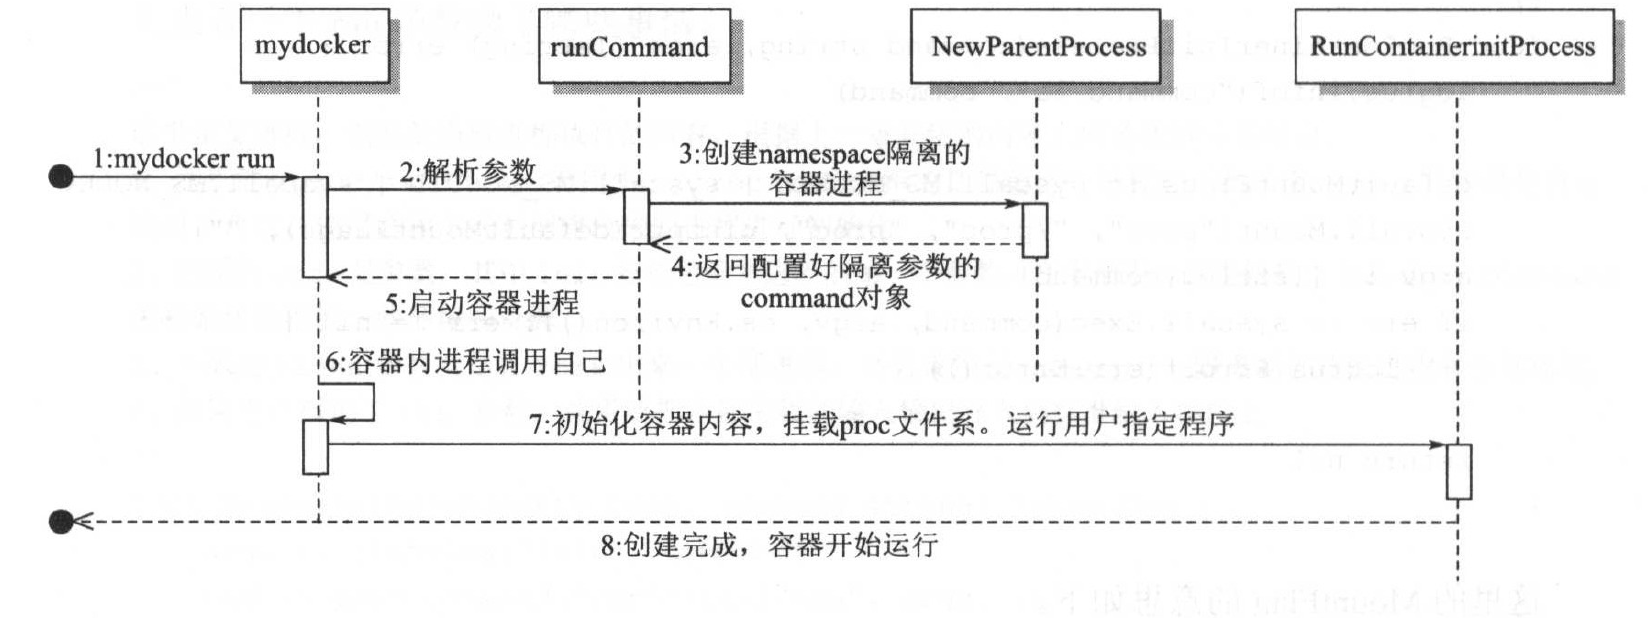 mydocker
runCommand
NewParentProcess
RunContainerinitProcess
1:mydocker run
2:解析参数
3:创建namespace隔离的
容器进程
4:返回配置好隔离参数的
command对象
5:启动容器进程
6:容器内进程调用自己
7:初始化容器内容，挂载proc文件系。运行用户指定程序
8:创建完成，容器开始运行